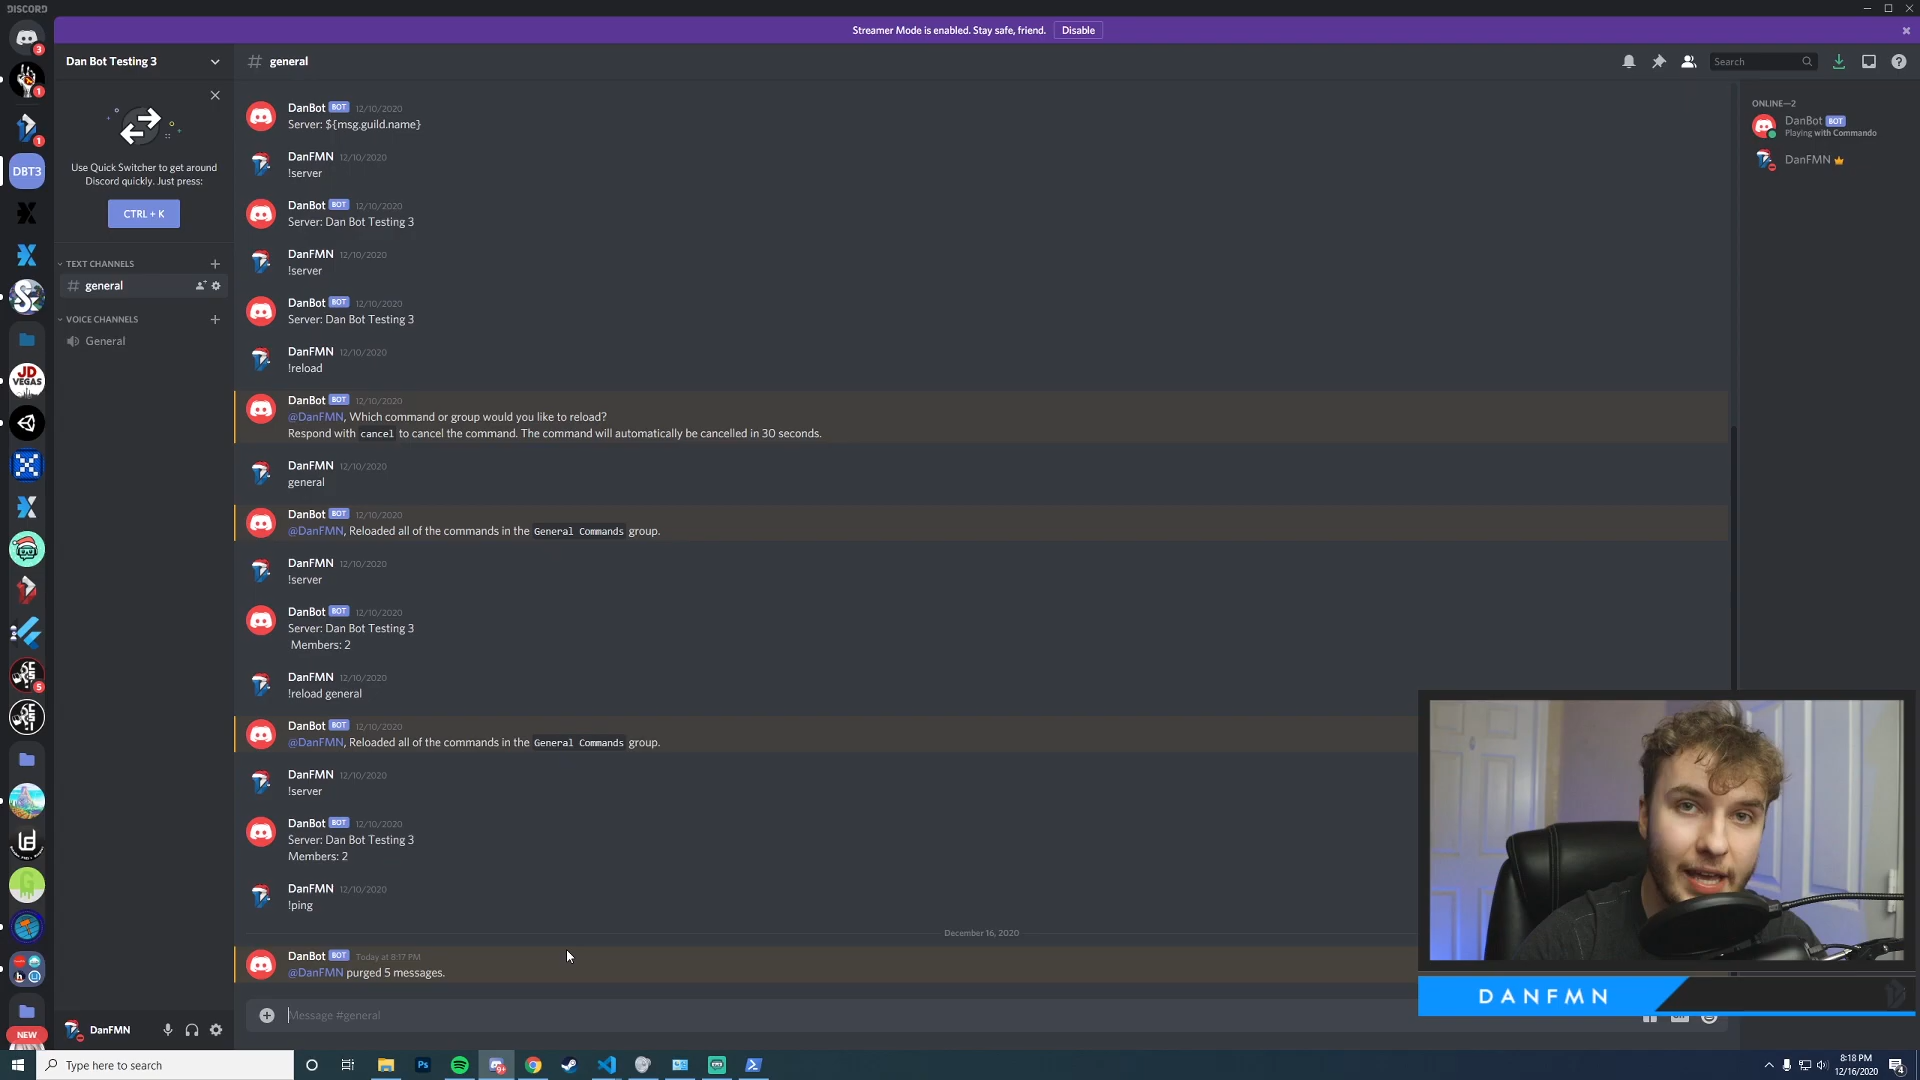 DISCORD
Streamer Mode is enabled. Stay safe, friend. Disable
Dan Bot Testing 3
general
Search
Use Quick Switcher to get around
Discord quickly. Just press:
CTRL + K
TEXT CHANNELS
general
VOICE CHANNELS
General
3
1
1
DBT3
JD
VEGAS
5
NEW
DanBot BOT 12/10/2020
Server: ${msg.guild.name}
DanFMN 12/10/2020
!server
DanBot BOT 12/10/2020
Server: Dan Bot Testing 3
DanFMN 12/10/2020
!server
DanBot BOT 12/10/2020
Server: Dan Bot Testing 3
DanFMN 12/10/2020
!reload
DanBot BOT 12/10/2020
@DanFMN, Which command or group would you like to reload?
Respond with cancel to cancel the command. The command will automatically be cancelled in 30 seconds.
DanFMN 12/10/2020
general
DanBot BOT 12/10/2020
@DanFMN, Reloaded all of the commands in the General Commands group.
DanFMN 12/10/2020
!server
DanBot BOT 12/10/2020
Server: Dan Bot Testing 3
Members: 2
DanFMN 12/10/2020
!reload general
DanBot BOT 12/10/2020
@DanFMN, Reloaded all of the commands in the General Commands group.
DanFMN 12/10/2020
!server
DanBot BOT 12/10/2020
Server: Dan Bot Testing 3
Members: 2
DanFMN 12/10/2020
!ping
December 16, 2020
DanBot BOT Today at 8:17 PM
@DanFMN purged 5 messages.
Message #general
ONLINE—2
DanBot BOT
Playing with Commando
DanFMN
DANFMN
DanFMN
Type here to search
Ps
9+
8:18 PM
12/16/2020
4